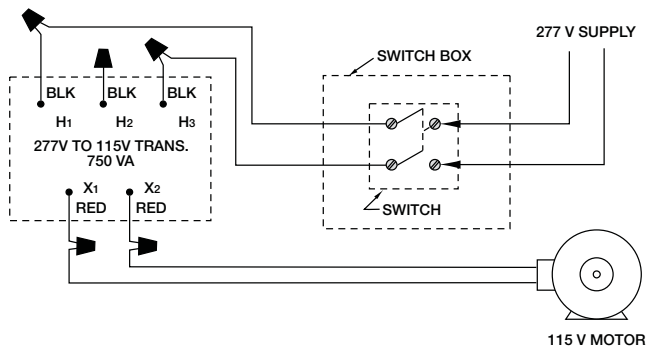 277 V SUPPLY
SWITCH BOX
BLK BLK BLK
H1 H2 H3
277V TO 115V TRANS.
750 VA
X1 X2
RED RED
SWITCH
115 V MOTOR